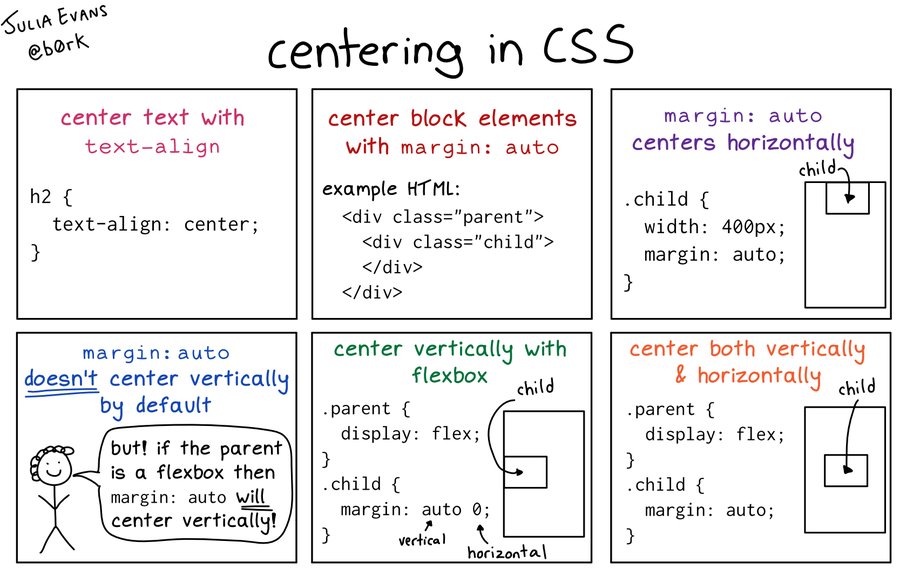 JULIA EVANS
@b0rk
centering in CSS
center text with
text-align
h2 {
text-align: center;
}
center block elements
with margin: auto
example HTML:
<div class="parent">
<div class="child">
</div>
</div>
margin: auto
centers horizontally
child
.child {
width: 400px;
margin: auto;
}
margin: auto
doesn't center vertically
by default
but! if the parent
is a flexbox then
margin: auto will
center vertically!
center vertically with
flexbox
child
.parent {
display: flex;
}
.child {
margin: auto 0;
}
vertical
horizontal
center both vertically
& horizontally
child
.parent {
display: flex;
}
.child {
margin: auto;
}